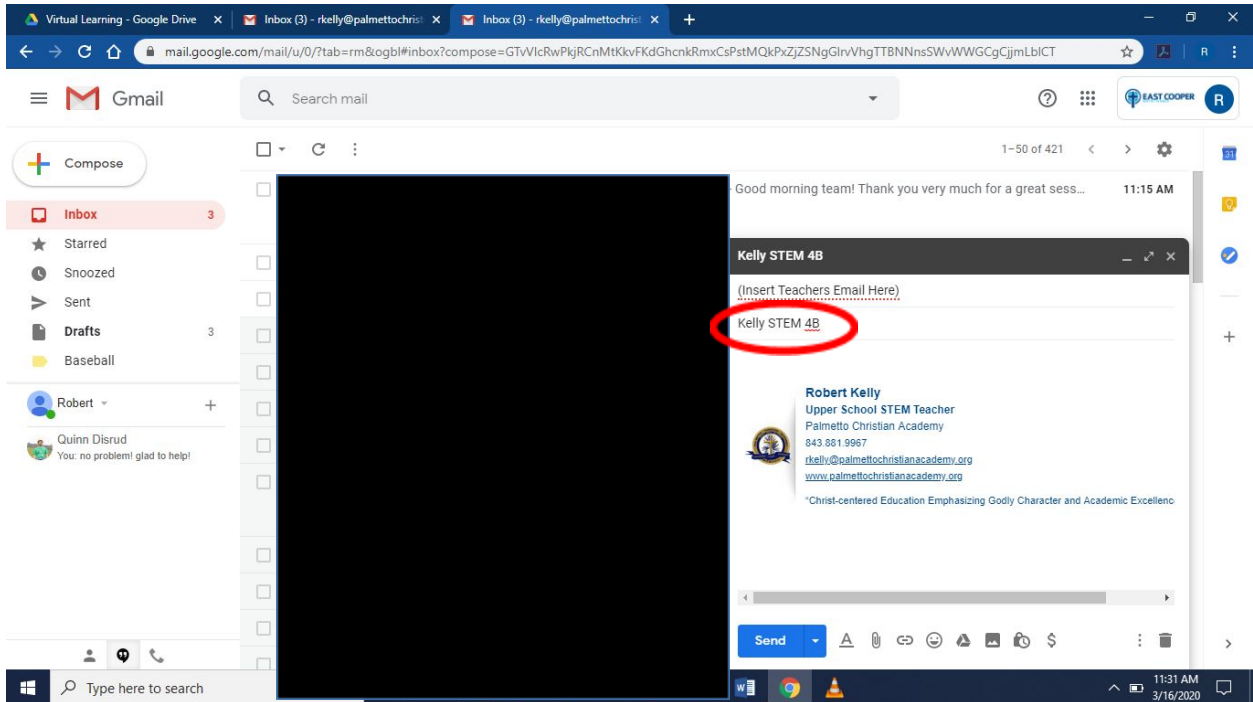 Virtual Learning - Google Drive
Inbox (3) - rkelly@palmettochrist
Inbox (3) - rkelly@palmettochrist
mail.google.com/mail/u/0/?tab=rm&ogbl#inbox?compose=GTvVlcRwPkjRCnMtKkvFKdGhcnkRmxCsPstMQkPxZjZSNgGlrvVhgTTBNNnsSWvWWGCgCjjmLblCT
R
Gmail
Search mail
EAST COOPER
R
Compose
1–50 of 421
31
Good morning team! Thank you very much for a great sess...
11:15 AM
Inbox 3
Starred
Snoozed
Sent
Drafts 3
Baseball
Robert
Quinn Disrud
You: no problem! glad to help!
Kelly STEM 4B
(Insert Teachers Email Here)
Kelly STEM 4B
Robert Kelly
Upper School STEM Teacher
Palmetto Christian Academy
843.881.9967
rkelly@palmettochristianacademy.org
www.palmettochristianacademy.org
"Christ-centered Education Emphasizing Godly Character and Academic Excellenc
Send
Type here to search
11:31 AM
3/16/2020